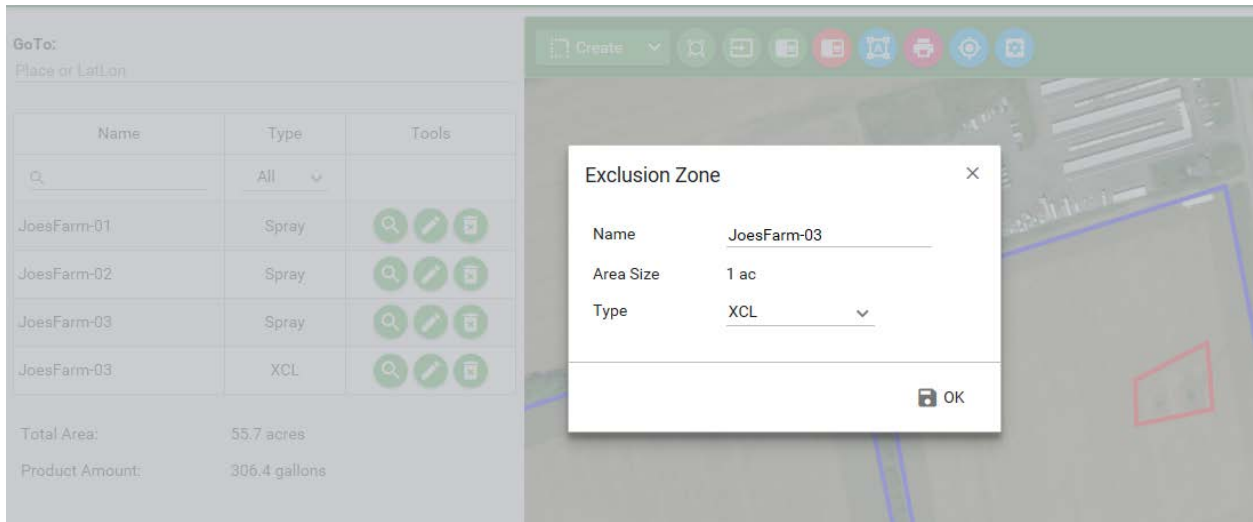 GoTo:
Place or LatLon
Create
Name Type Tools
All
JoesFarm-01 Spray
JoesFarm-02 Spray
JoesFarm-03 Spray
JoesFarm-03 XCL
Total Area: 55.7 acres
Product Amount: 306.4 gallons
Exclusion Zone
Name JoesFarm-03
Area Size 1 ac
Type XCL
OK